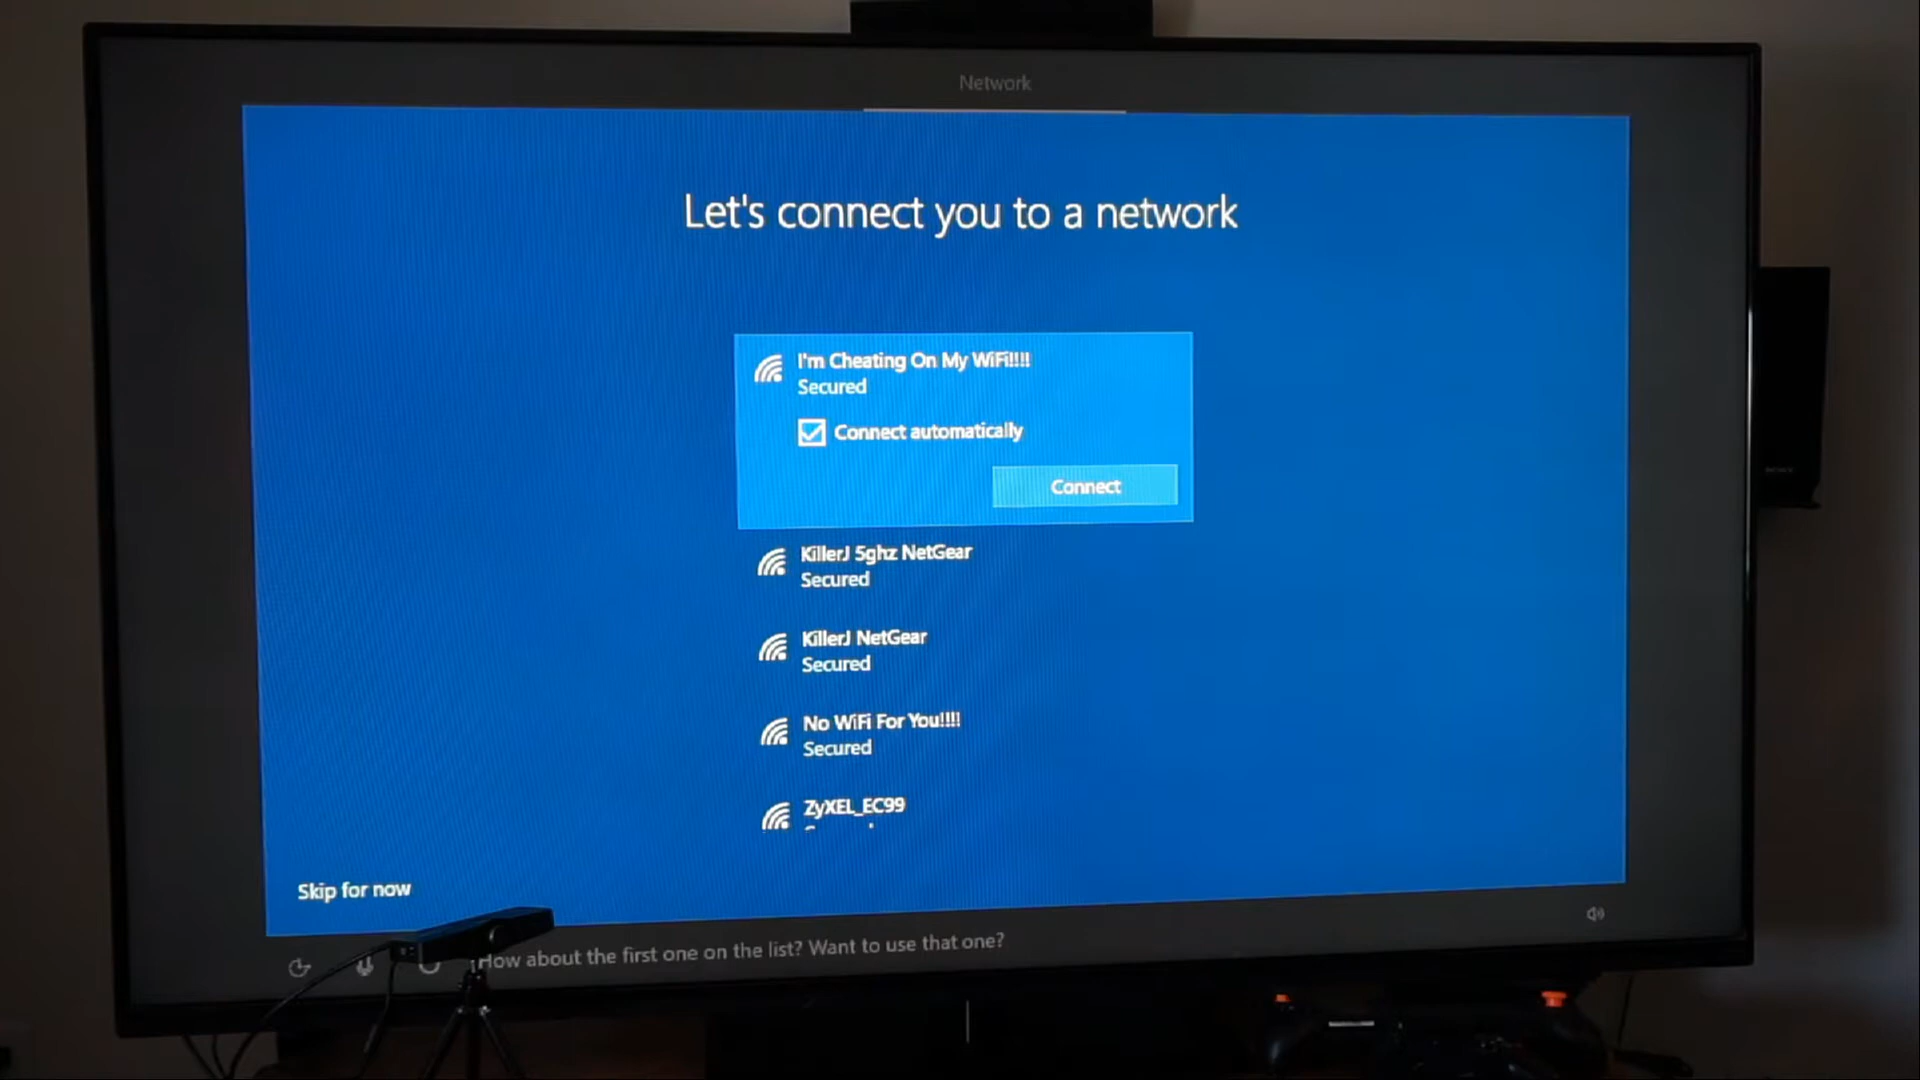 Network
Let's connect you to a network
I'm Cheating On My WiFi!!!!
Secured
Connect automatically
Connect
KillerJ 5ghz NetGear
Secured
KillerJ NetGear
Secured
No WiFi For You!!!!
Secured
ZyXEL_EC99
Skip for now
How about the first one on the list? Want to use that one?